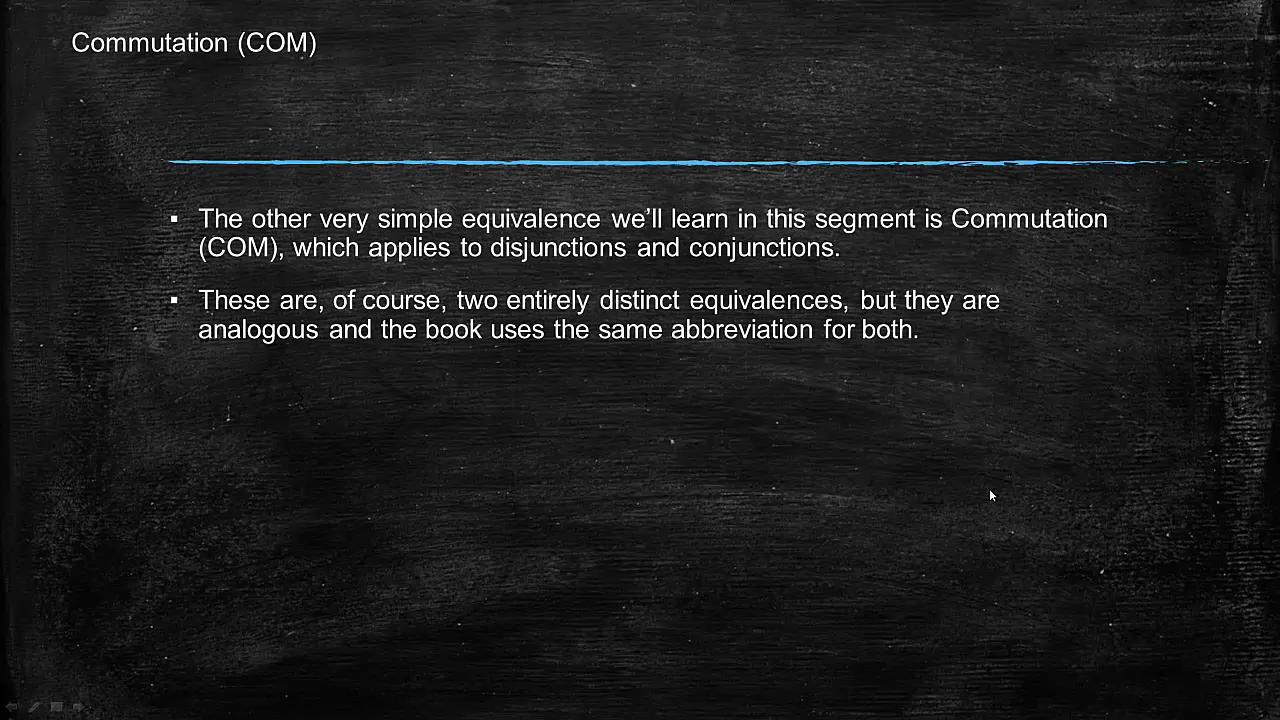 Commutation (COM)
▪ The other very simple equivalence we’ll learn in this segment is Commutation
(COM), which applies to disjunctions and conjunctions.
▪ These are, of course, two entirely distinct equivalences, but they are
analogous and the book uses the same abbreviation for both.